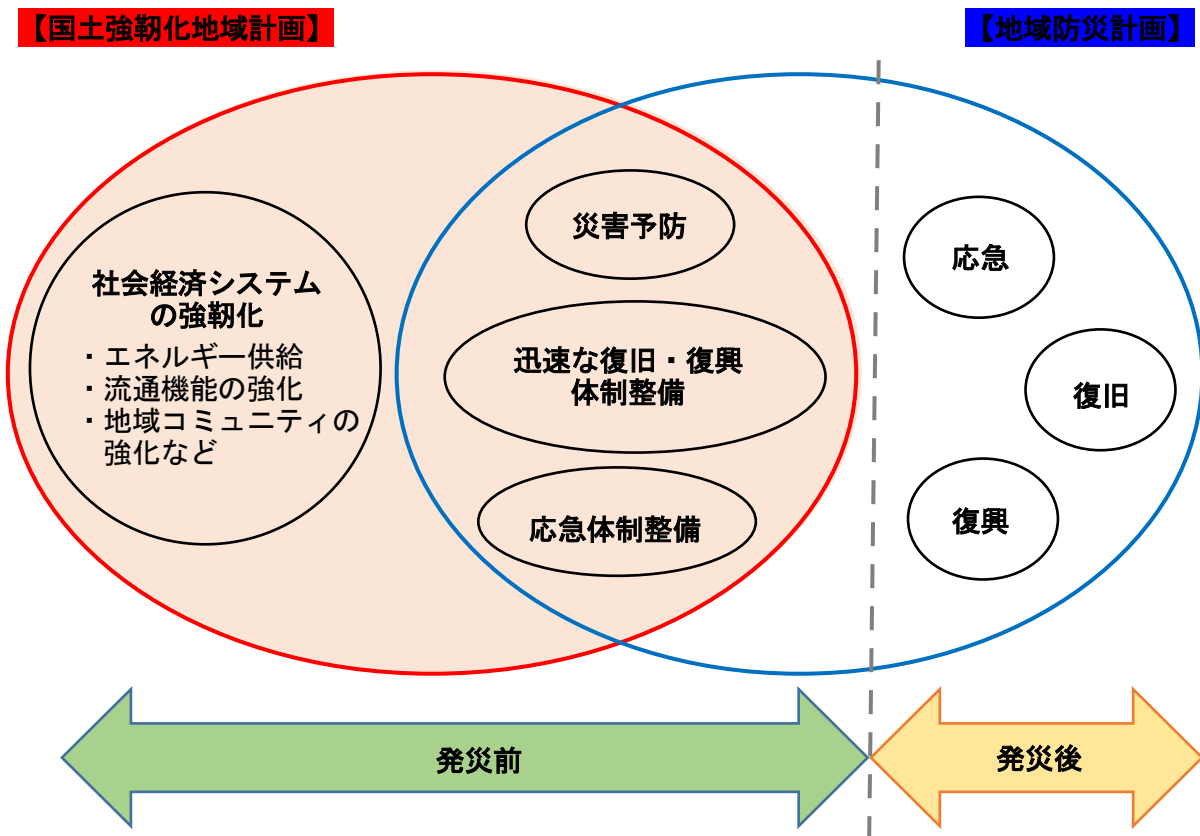 【国土強靭化地域計画】
【地域防災計画】
社会経済システム
の強靭化
・エネルギー供給
・流通機能の強化
・地域コミュニティの
強化など
災害予防
迅速な復旧・復興
体制整備
応急体制整備
応急
復旧
復興
発災前
発災後